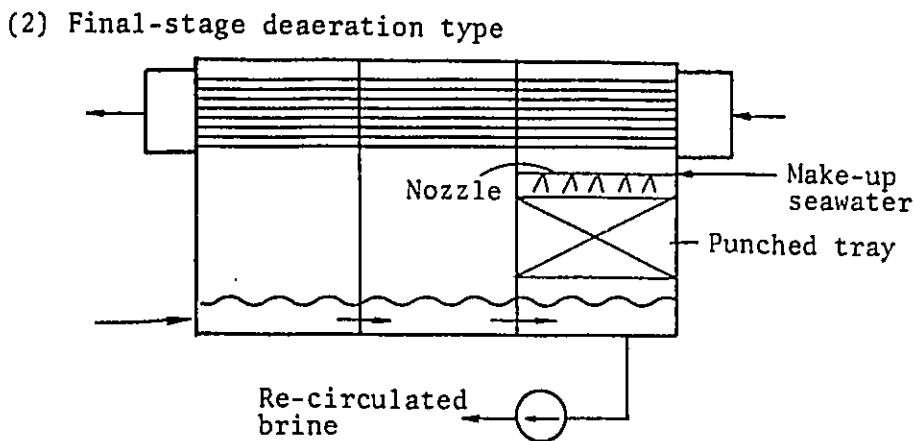 (2) Final-stage deaeration type
Nozzle
Make-up
seawater
Punched tray
Re-circulated
brine